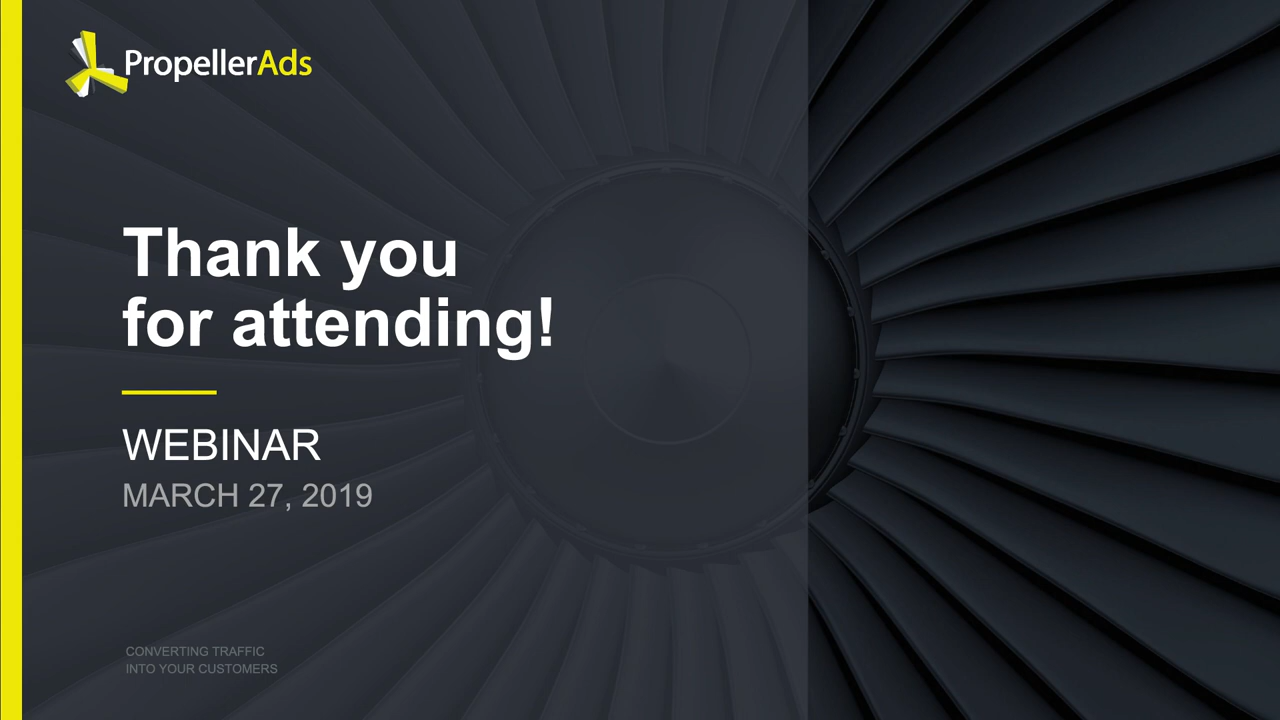 PropellerAds
Thank you
for attending!
WEBINAR
MARCH 27, 2019
CONVERTING TRAFFIC
INTO YOUR CUSTOMERS